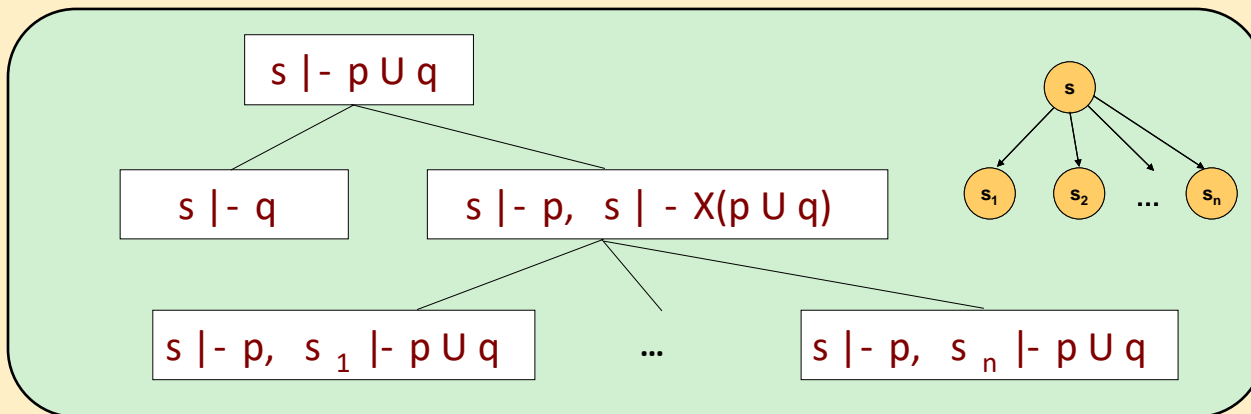 s |- p U q
s
s |- q
s |- p, s | - X(p U q)
s₁
s₂
...
sₙ
s |- p, s ₁ |- p U q
...
s |- p, s ₙ |- p U q